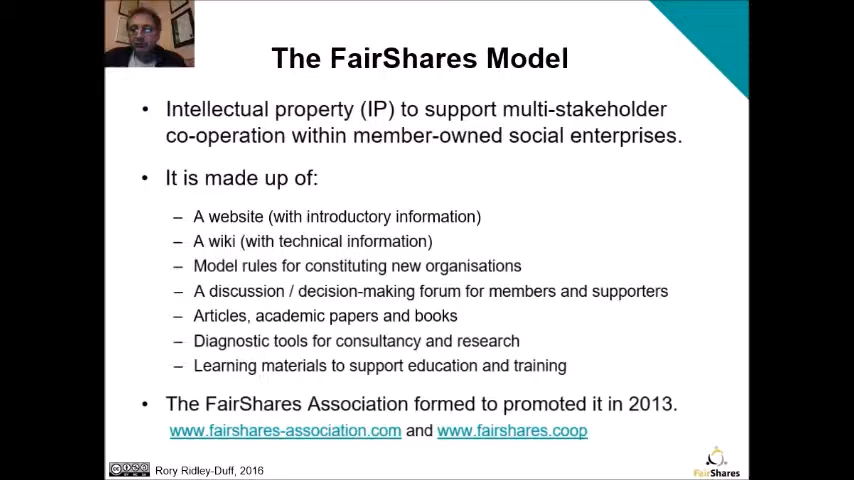 The FairShares Model
• Intellectual property (IP) to support multi-stakeholder
co-operation within member-owned social enterprises.
• It is made up of:
– A website (with introductory information)
– A wiki (with technical information)
– Model rules for constituting new organisations
– A discussion / decision-making forum for members and supporters
– Articles, academic papers and books
– Diagnostic tools for consultancy and research
– Learning materials to support education and training
• The FairShares Association formed to promoted it in 2013.
www.fairshares-association.com and www.fairshares.coop
Rory Ridley-Duff, 2016
FairShares